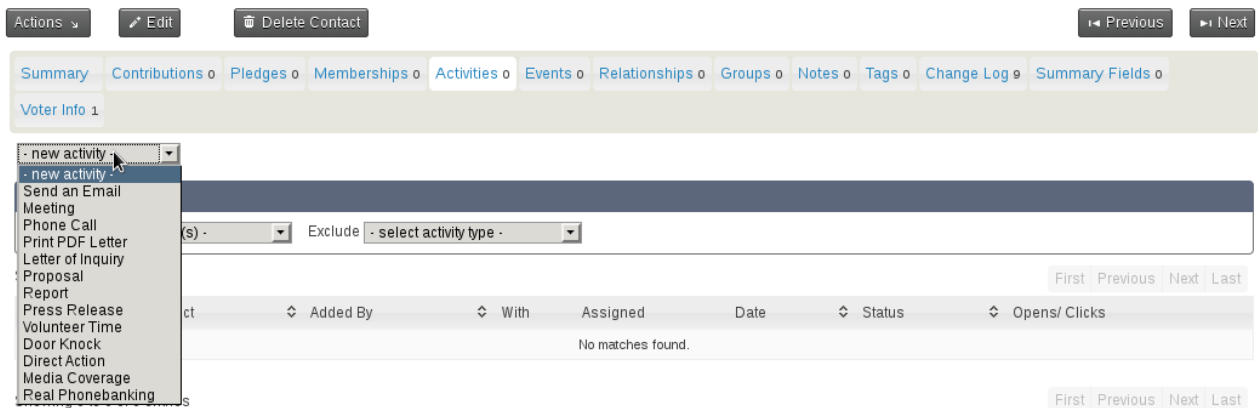 Actions Edit Delete Contact Previous Next
Summary Contributions 0 Pledges 0 Memberships 0 Activities 0 Events 0 Relationships 0 Groups 0 Notes 0 Tags 0 Change Log 9 Summary Fields 0
Voter Info 1
- new activity -
- new activity -
Send an Email
Meeting
Phone Call
(s) - Exclude - select activity type -
Print PDF Letter
Letter of Inquiry
Proposal
First Previous Next Last
Report
Press Release
ct Added By With Assigned Date Status Opens/ Clicks
Volunteer Time
Door Knock
No matches found.
Direct Action
Media Coverage
Real Phonebanking
First Previous Next Last